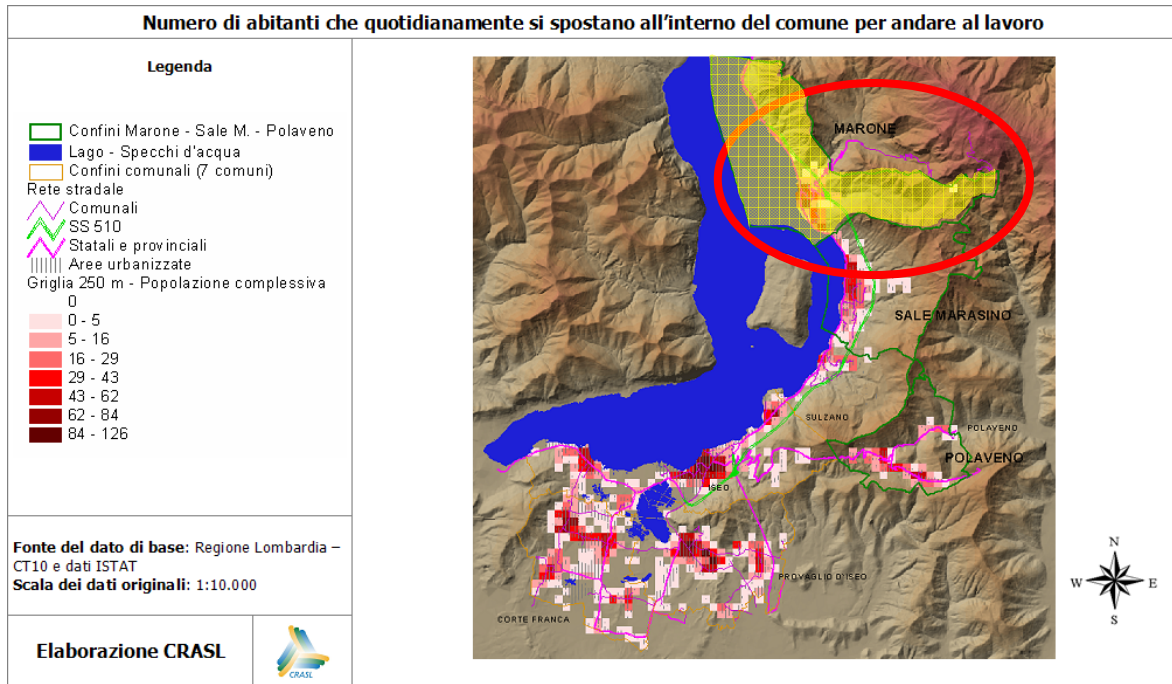 Numero di abitanti che quotidianamente si spostano all'interno del comune per andare al lavoro
Legenda
Confini Marone - Sale M. - Polaveno
Lago - Specchi d'acqua
Confini comunali (7 comuni)
Rete stradale
Comunali
SS 510
Statali e provinciali
Aree urbanizzate
Griglia 250 m - Popolazione complessiva
0
0 - 5
5 - 16
16 - 29
29 - 43
43 - 62
62 - 84
84 - 126
Fonte del dato di base: Regione Lombardia –
CT10 e dati ISTAT
Scala dei dati originali: 1:10.000
Elaborazione CRASL
CRASL
MARONE
SALE MARASINO
SULZANO
POLAVENO
POLAVENO
ISEO
PROVAGLIO D'ISEO
CORTE FRANCA
N
W E
S